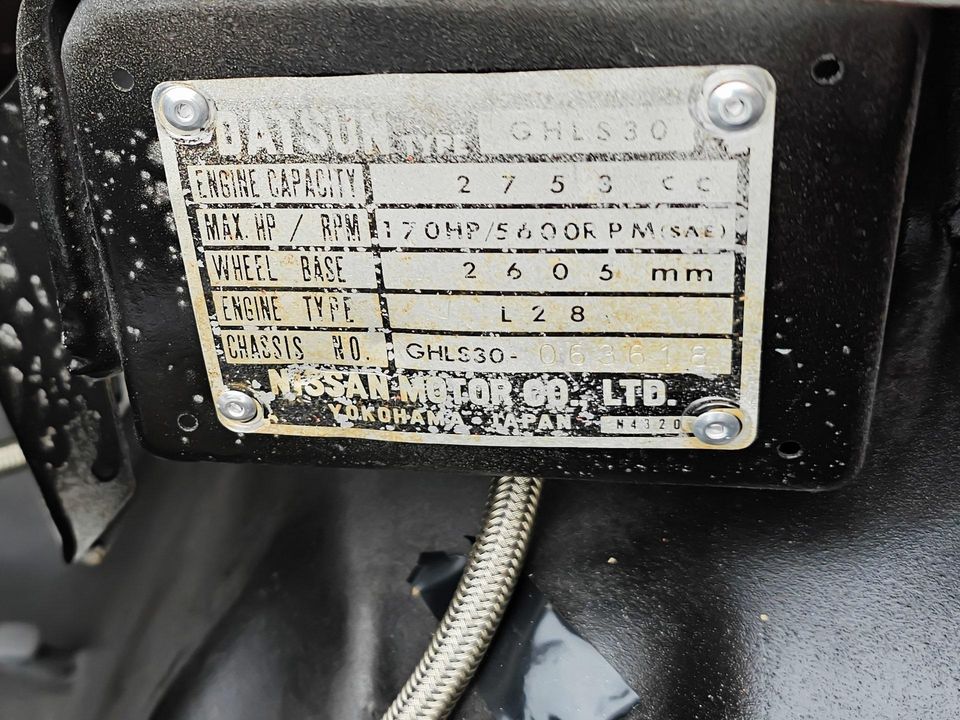 DATSUN TYPE GHLS30
ENGINE CAPACITY 2753 CC
MAX. HP / RPM 170HP/5600RPM(SAE)
WHEEL BASE 2605 mm
ENGINE TYPE L28
CHASSIS NO. GHLS30- 063618
NISSAN MOTOR CO., LTD.
YOKOHAMA · JAPAN N4320